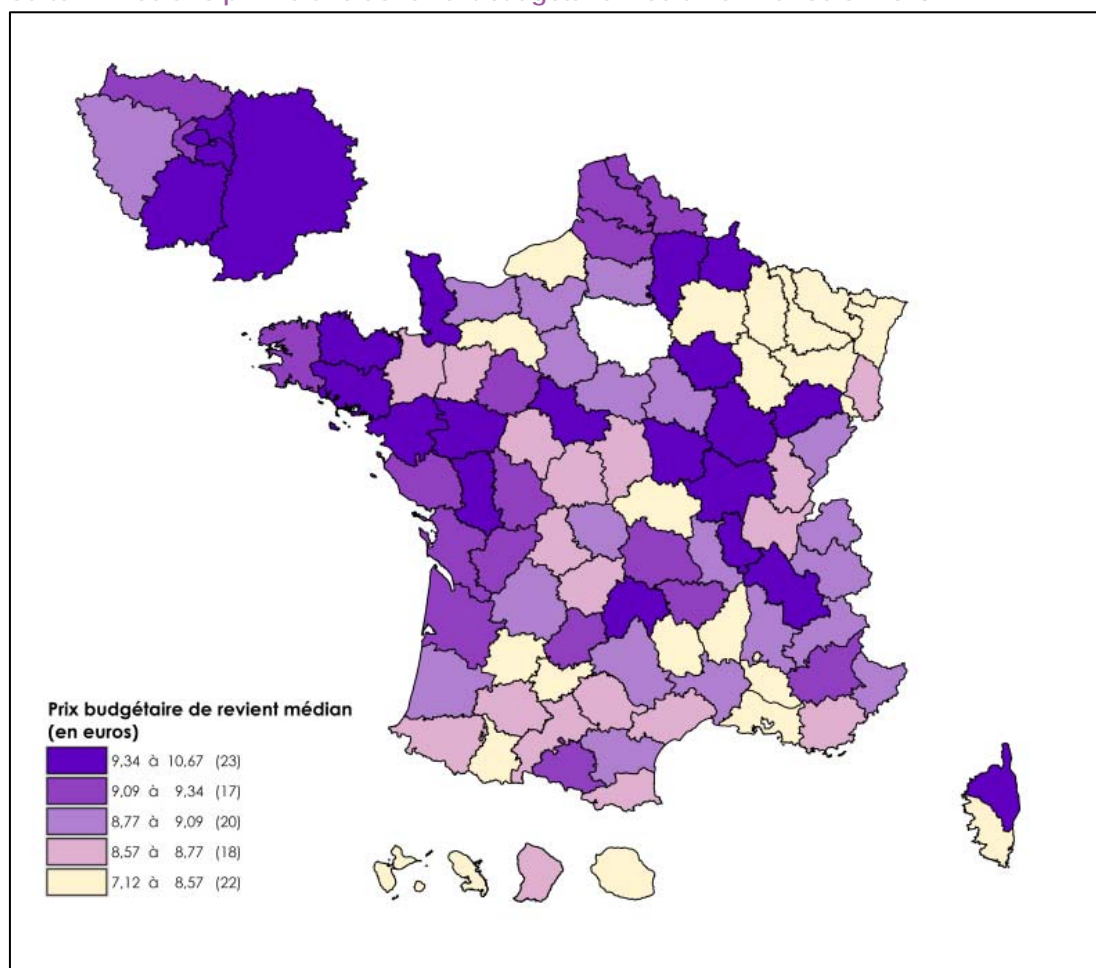 Prix budgétaire de revient médian
(en euros)
9,34 à 10,67 (23)
9,09 à 9,34 (17)
8,77 à 9,09 (20)
8,57 à 8,77 (18)
7,12 à 8,57 (22)